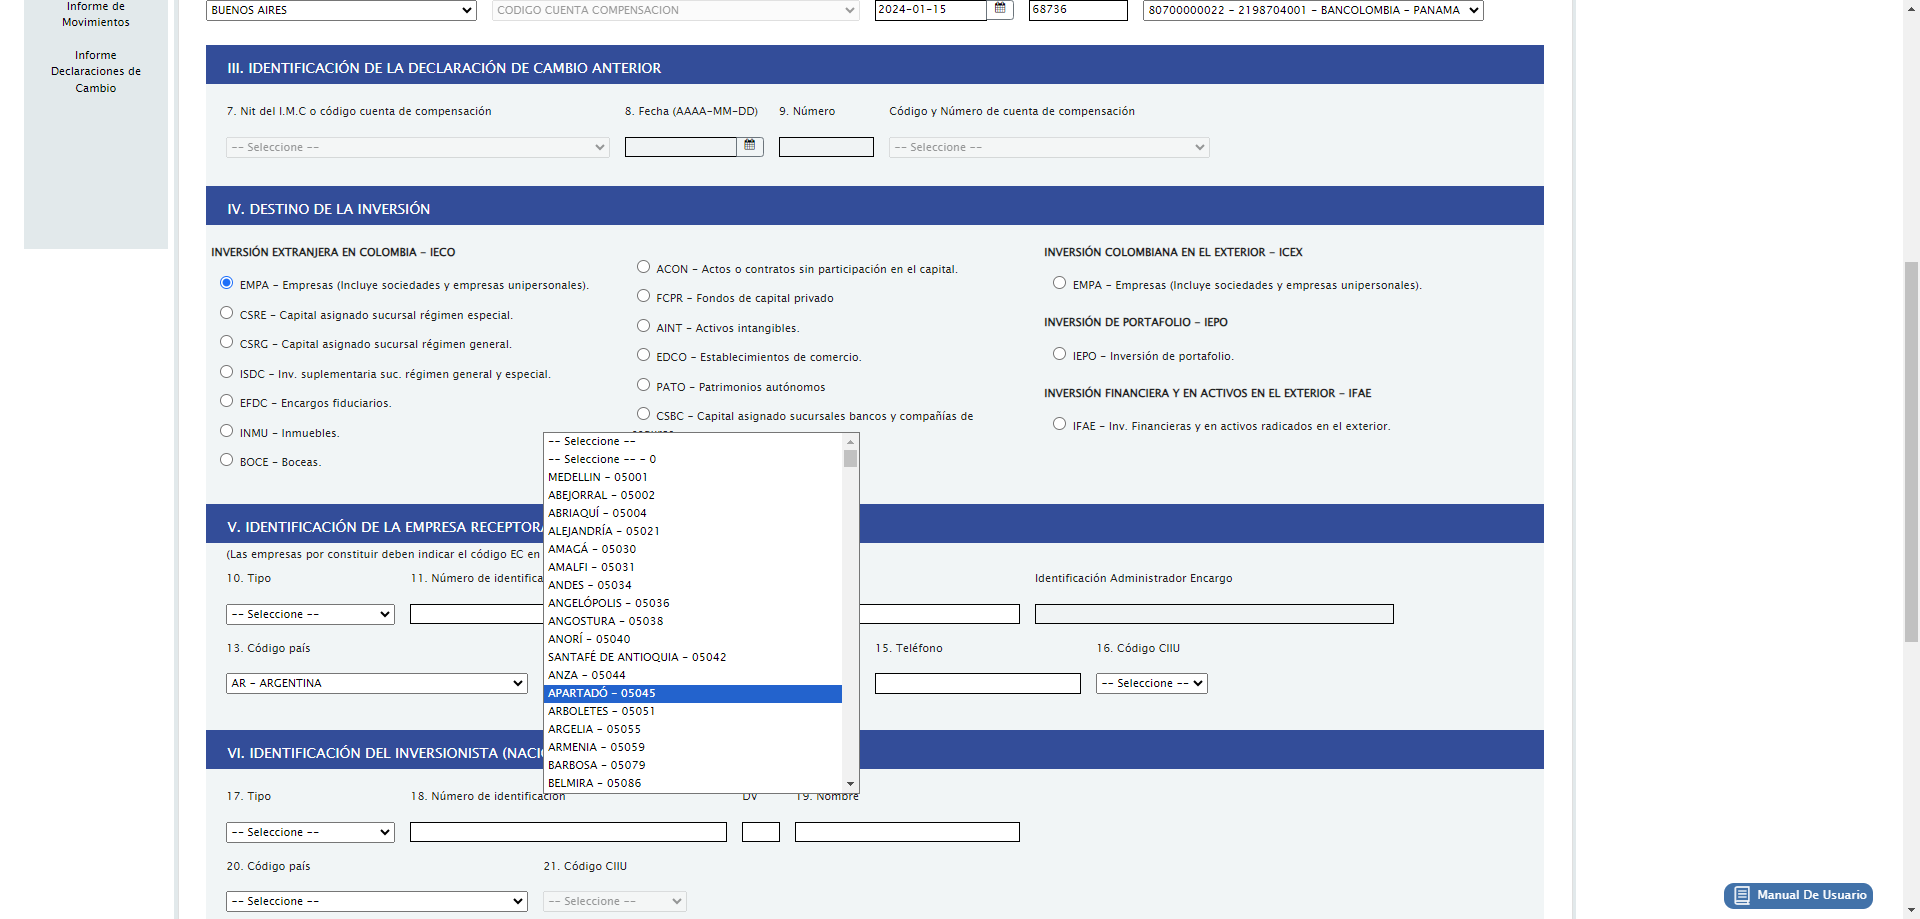 Informe de
Movimientos
Informe
Declaraciones de
Cambio
BUENOS AIRES
CODIGO CUENTA COMPENSACION
2024-01-15
68736
80700000022 - 2198704001 - BANCOLOMBIA - PANAMA
III. IDENTIFICACIÓN DE LA DECLARACIÓN DE CAMBIO ANTERIOR
7. Nit del I.M.C o código cuenta de compensación
8. Fecha (AAAA-MM-DD)
9. Número
Código y Número de cuenta de compensación
-- Seleccione --
-- Seleccione --
IV. DESTINO DE LA INVERSIÓN
INVERSIÓN EXTRANJERA EN COLOMBIA - IECO
EMPA - Empresas (Incluye sociedades y empresas unipersonales).
CSRE - Capital asignado sucursal régimen especial.
CSRG - Capital asignado sucursal régimen general.
ISDC - Inv. suplementaria suc. régimen general y especial.
EFDC - Encargos fiduciarios.
INMU - Inmuebles.
BOCE - Boceas.
ACON - Actos o contratos sin participación en el capital.
FCPR - Fondos de capital privado
AINT - Activos intangibles.
EDCO - Establecimientos de comercio.
PATO - Patrimonios autónomos
CSBC - Capital asignado sucursales bancos y compañías de
INVERSIÓN COLOMBIANA EN EL EXTERIOR - ICEX
EMPA - Empresas (Incluye sociedades y empresas unipersonales).
INVERSIÓN DE PORTAFOLIO - IEPO
IEPO - Inversión de portafolio.
INVERSIÓN FINANCIERA Y EN ACTIVOS EN EL EXTERIOR - IFAE
IFAE - Inv. Financieras y en activos radicados en el exterior.
-- Seleccione --
-- Seleccione -- - 0
MEDELLIN - 05001
ABEJORRAL - 05002
ABRIAQUÍ - 05004
ALEJANDRÍA - 05021
AMAGÁ - 05030
AMALFI - 05031
ANDES - 05034
ANGELÓPOLIS - 05036
ANGOSTURA - 05038
ANORÍ - 05040
SANTAFÉ DE ANTIOQUIA - 05042
ANZA - 05044
APARTADÓ - 05045
ARBOLETES - 05051
ARGELIA - 05055
ARMENIA - 05059
BARBOSA - 05079
BELMIRA - 05086
V. IDENTIFICACIÓN DE LA EMPRESA RECEPTORA
(Las empresas por constituir deben indicar el código EC en
10. Tipo
11. Número de identifica
Identificación Administrador Encargo
-- Seleccione --
13. Código país
15. Teléfono
16. Código CIIU
AR - ARGENTINA
-- Seleccione --
VI. IDENTIFICACIÓN DEL INVERSIONISTA (NACI
17. Tipo
18. Número de identificación
DV
19. Nombre
-- Seleccione --
20. Código país
21. Código CIIU
-- Seleccione --
-- Seleccione --
Manual De Usuario